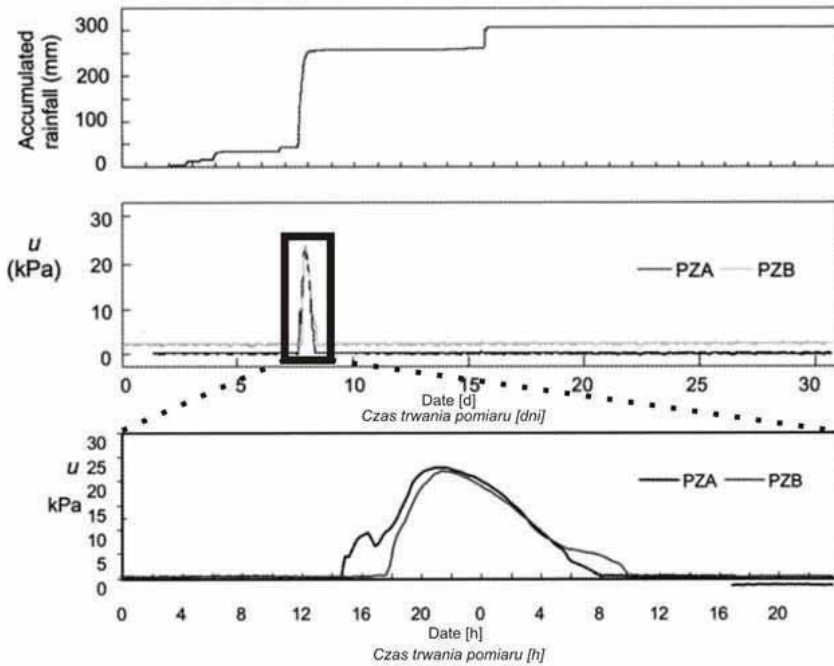 300
200
100
0
Accumulated
rainfall (mm)
30
20
10
0
u
(kPa)
PZA PZB
0 5 10 15 20 25 30
Date [d]
Czas trwania pomiaru [dni]
30
25
20
15
10
5
0
u
kPa
PZA PZB
0 4 8 12 16 20 0 4 8 12 16 20
Date [h]
Czas trwania pomiaru [h]